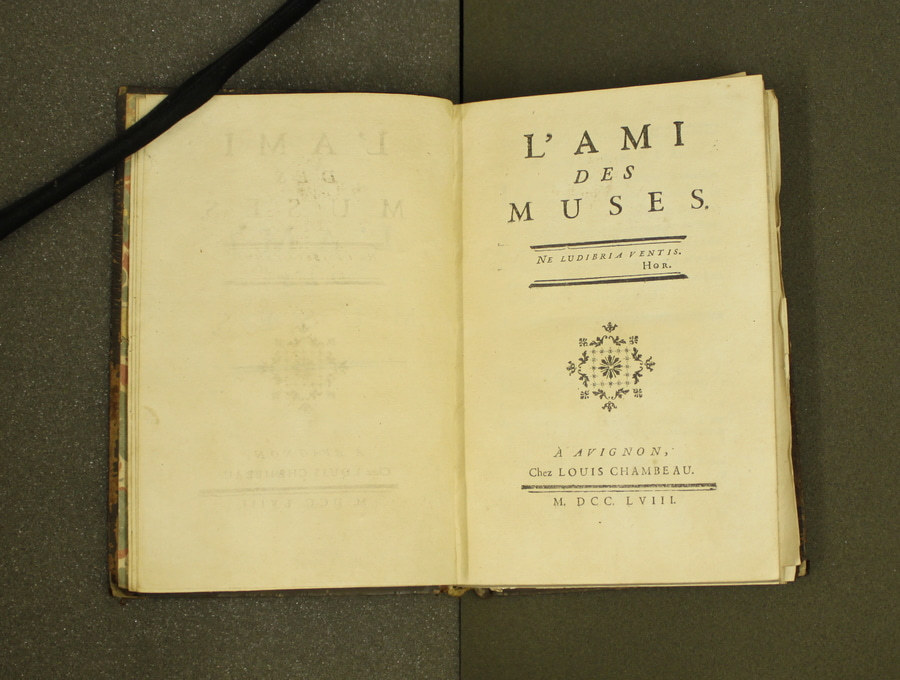 L'AMI
DES
MUSES.
NE LUDIBRIA VENTIS.
HOR.
À AVIGNON,
Chez LOUIS CHAMBEAU.
M. DCC. LVIII.